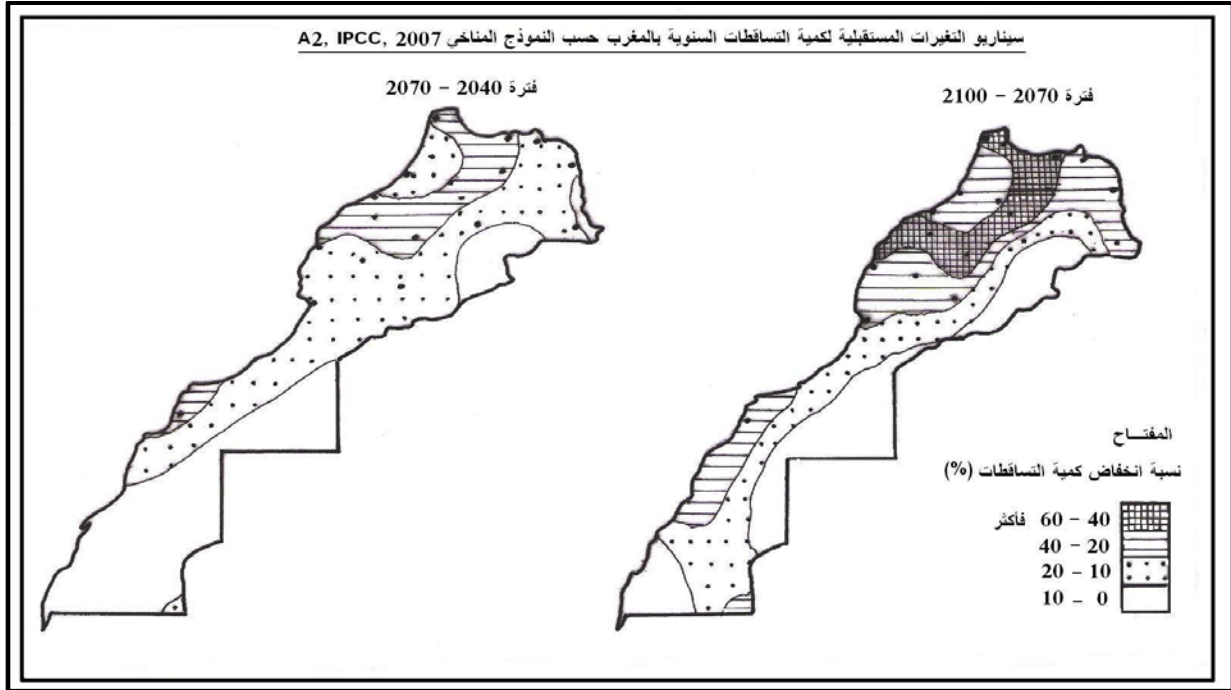 سيناريو التغيرات المستقبلية لكمية التساقطات السنوية بالمغرب حسب النموذج المناخي A2, IPCC, 2007
فترة 2040 – 2070
فترة 2070 – 2100
المفتـــاح
نسبة انخفاض كمية التساقطات (%)
40 – 60 فأكثر
20 – 40
10 – 20
0 – 10